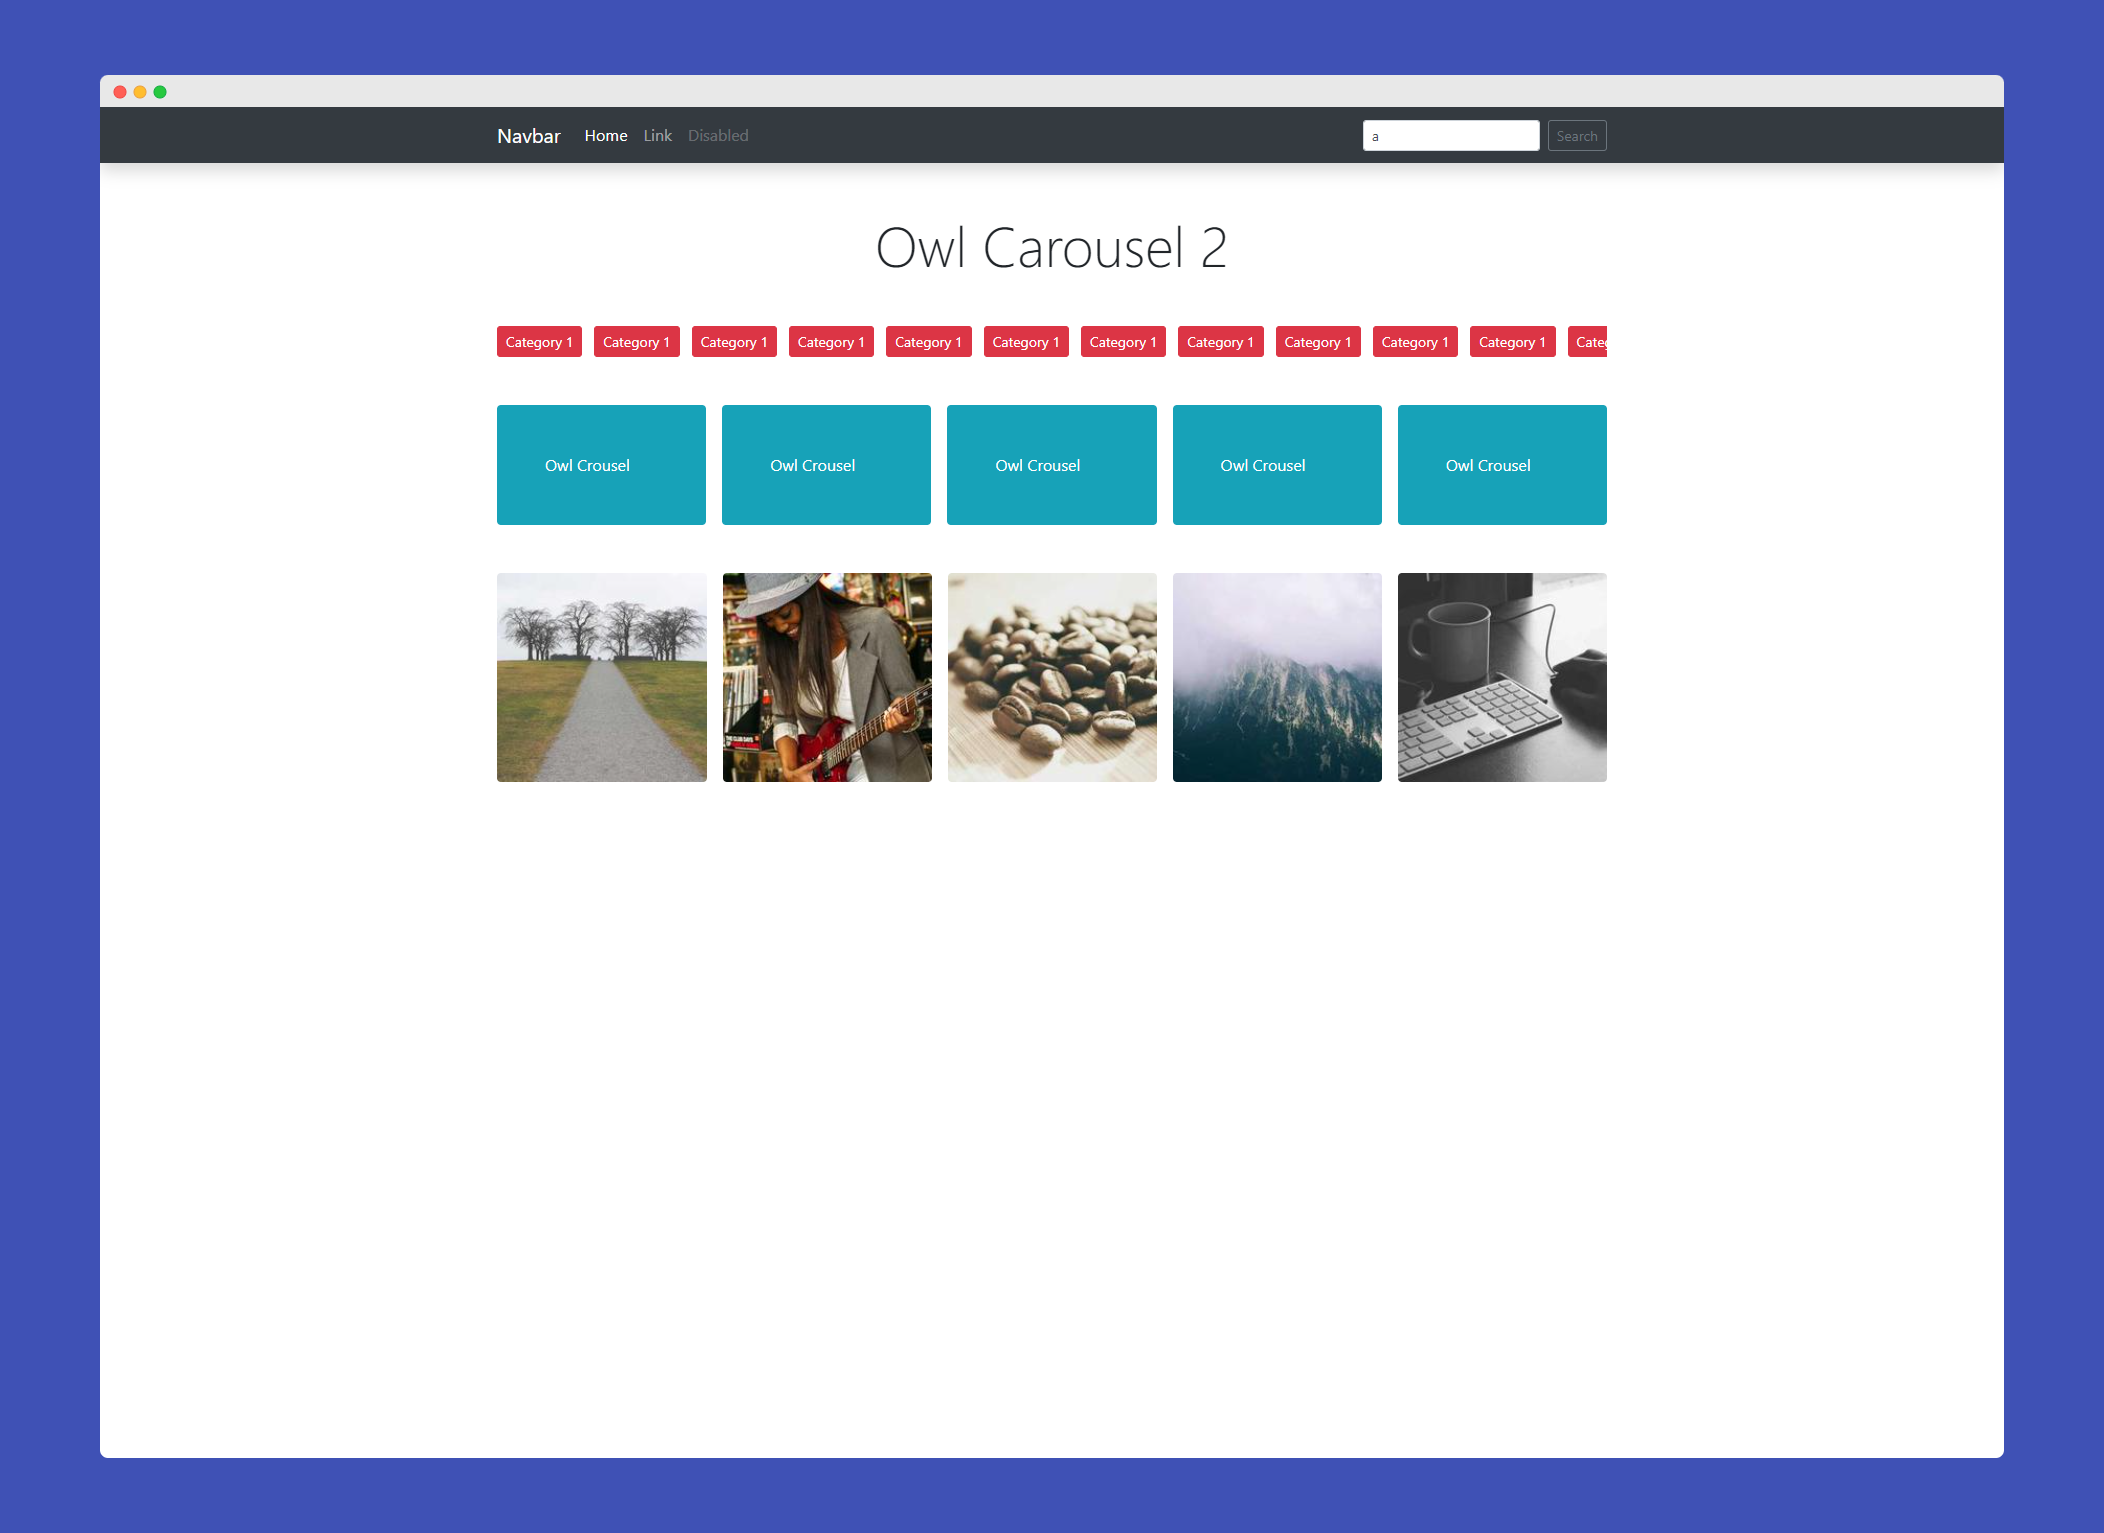 Navbar Home Link Disabled a Search
Owl Carousel 2
Category 1 Category 1 Category 1 Category 1 Category 1 Category 1 Category 1 Category 1 Category 1 Category 1 Category 1 Categ
Owl Crousel Owl Crousel Owl Crousel Owl Crousel Owl Crousel